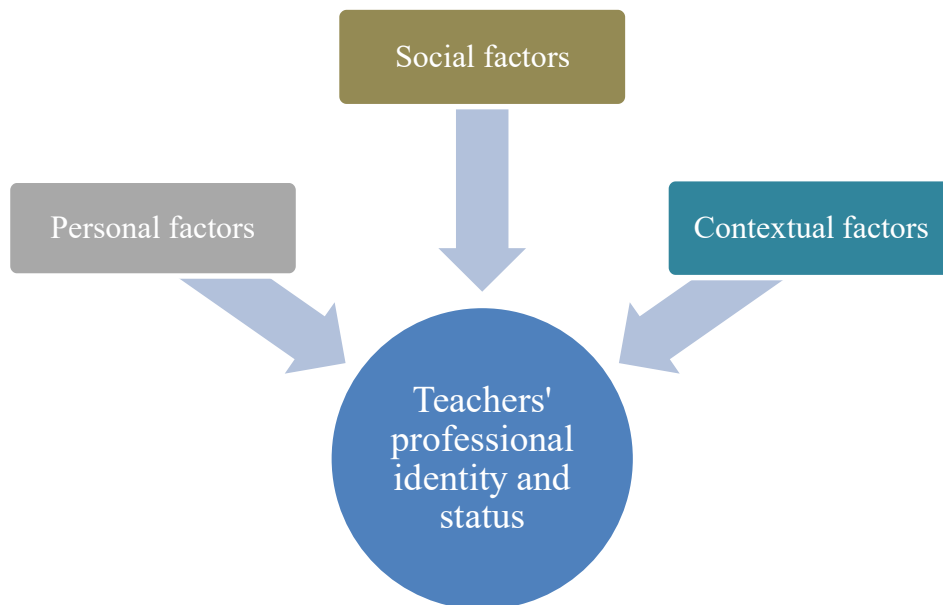 Social factors
Personal factors
Contextual factors
Teachers'
professional
identity and
status